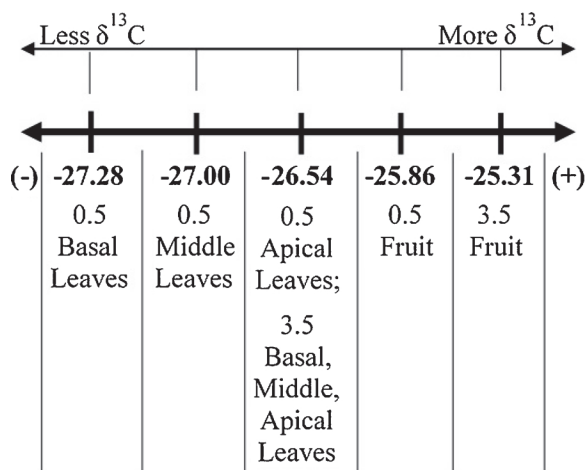 Less δ¹³C More δ¹³C
(-) -27.28 -27.00 -26.54 -25.86 -25.31 (+)
0.5 0.5 0.5 0.5 3.5
Basal Middle Apical Fruit Fruit
Leaves Leaves Leaves;
3.5
Basal,
Middle,
Apical
Leaves